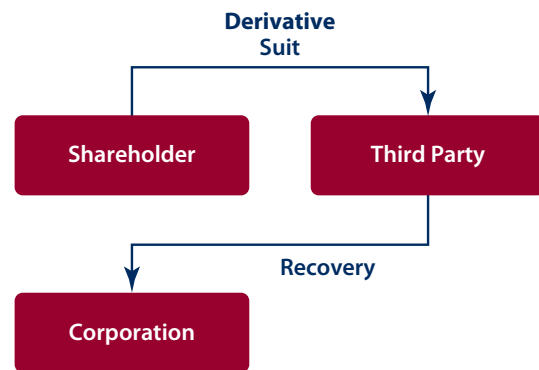 Derivative
Suit
Shareholder
Third Party
Recovery
Corporation